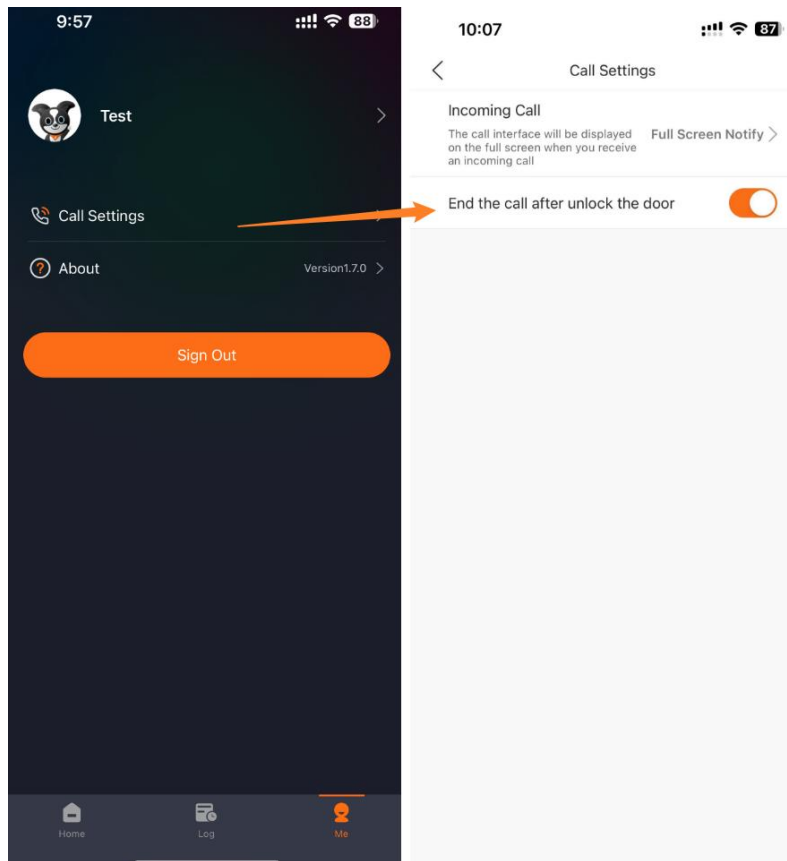 9:57
88
Test
Call Settings
About
Version1.7.0
Sign Out
Home
Log
Me
10:07
87
Call Settings
Incoming Call
The call interface will be displayed
on the full screen when you receive
an incoming call
Full Screen Notify
End the call after unlock the door